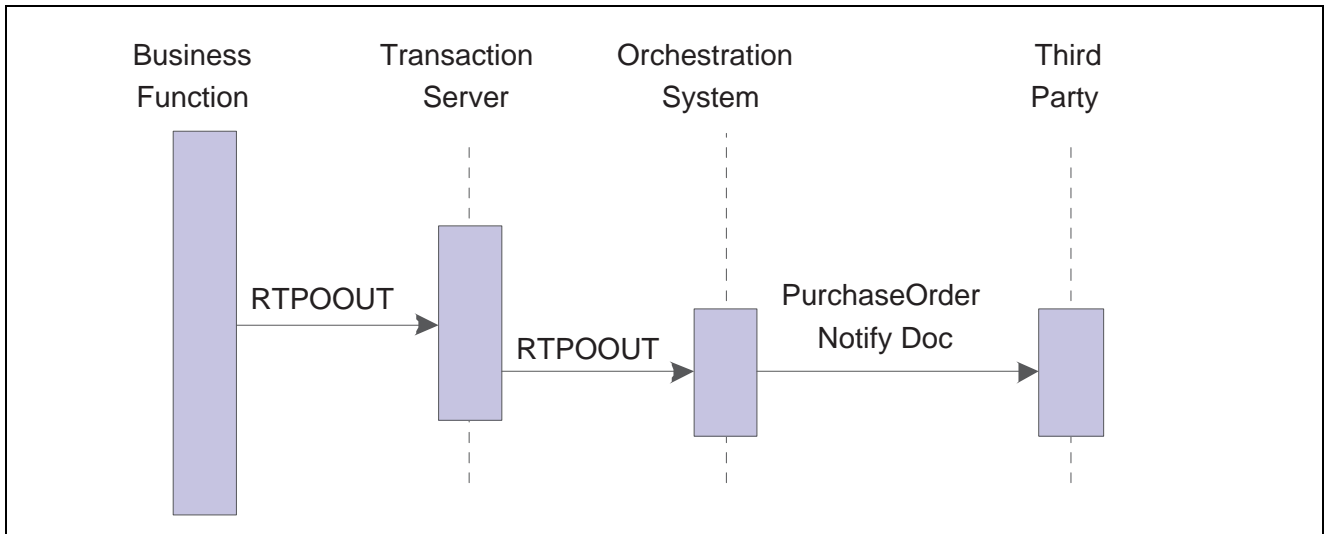 Business
Function
Transaction
Server
Orchestration
System
Third
Party
RTPOOUT
RTPOOUT
PurchaseOrder
Notify Doc